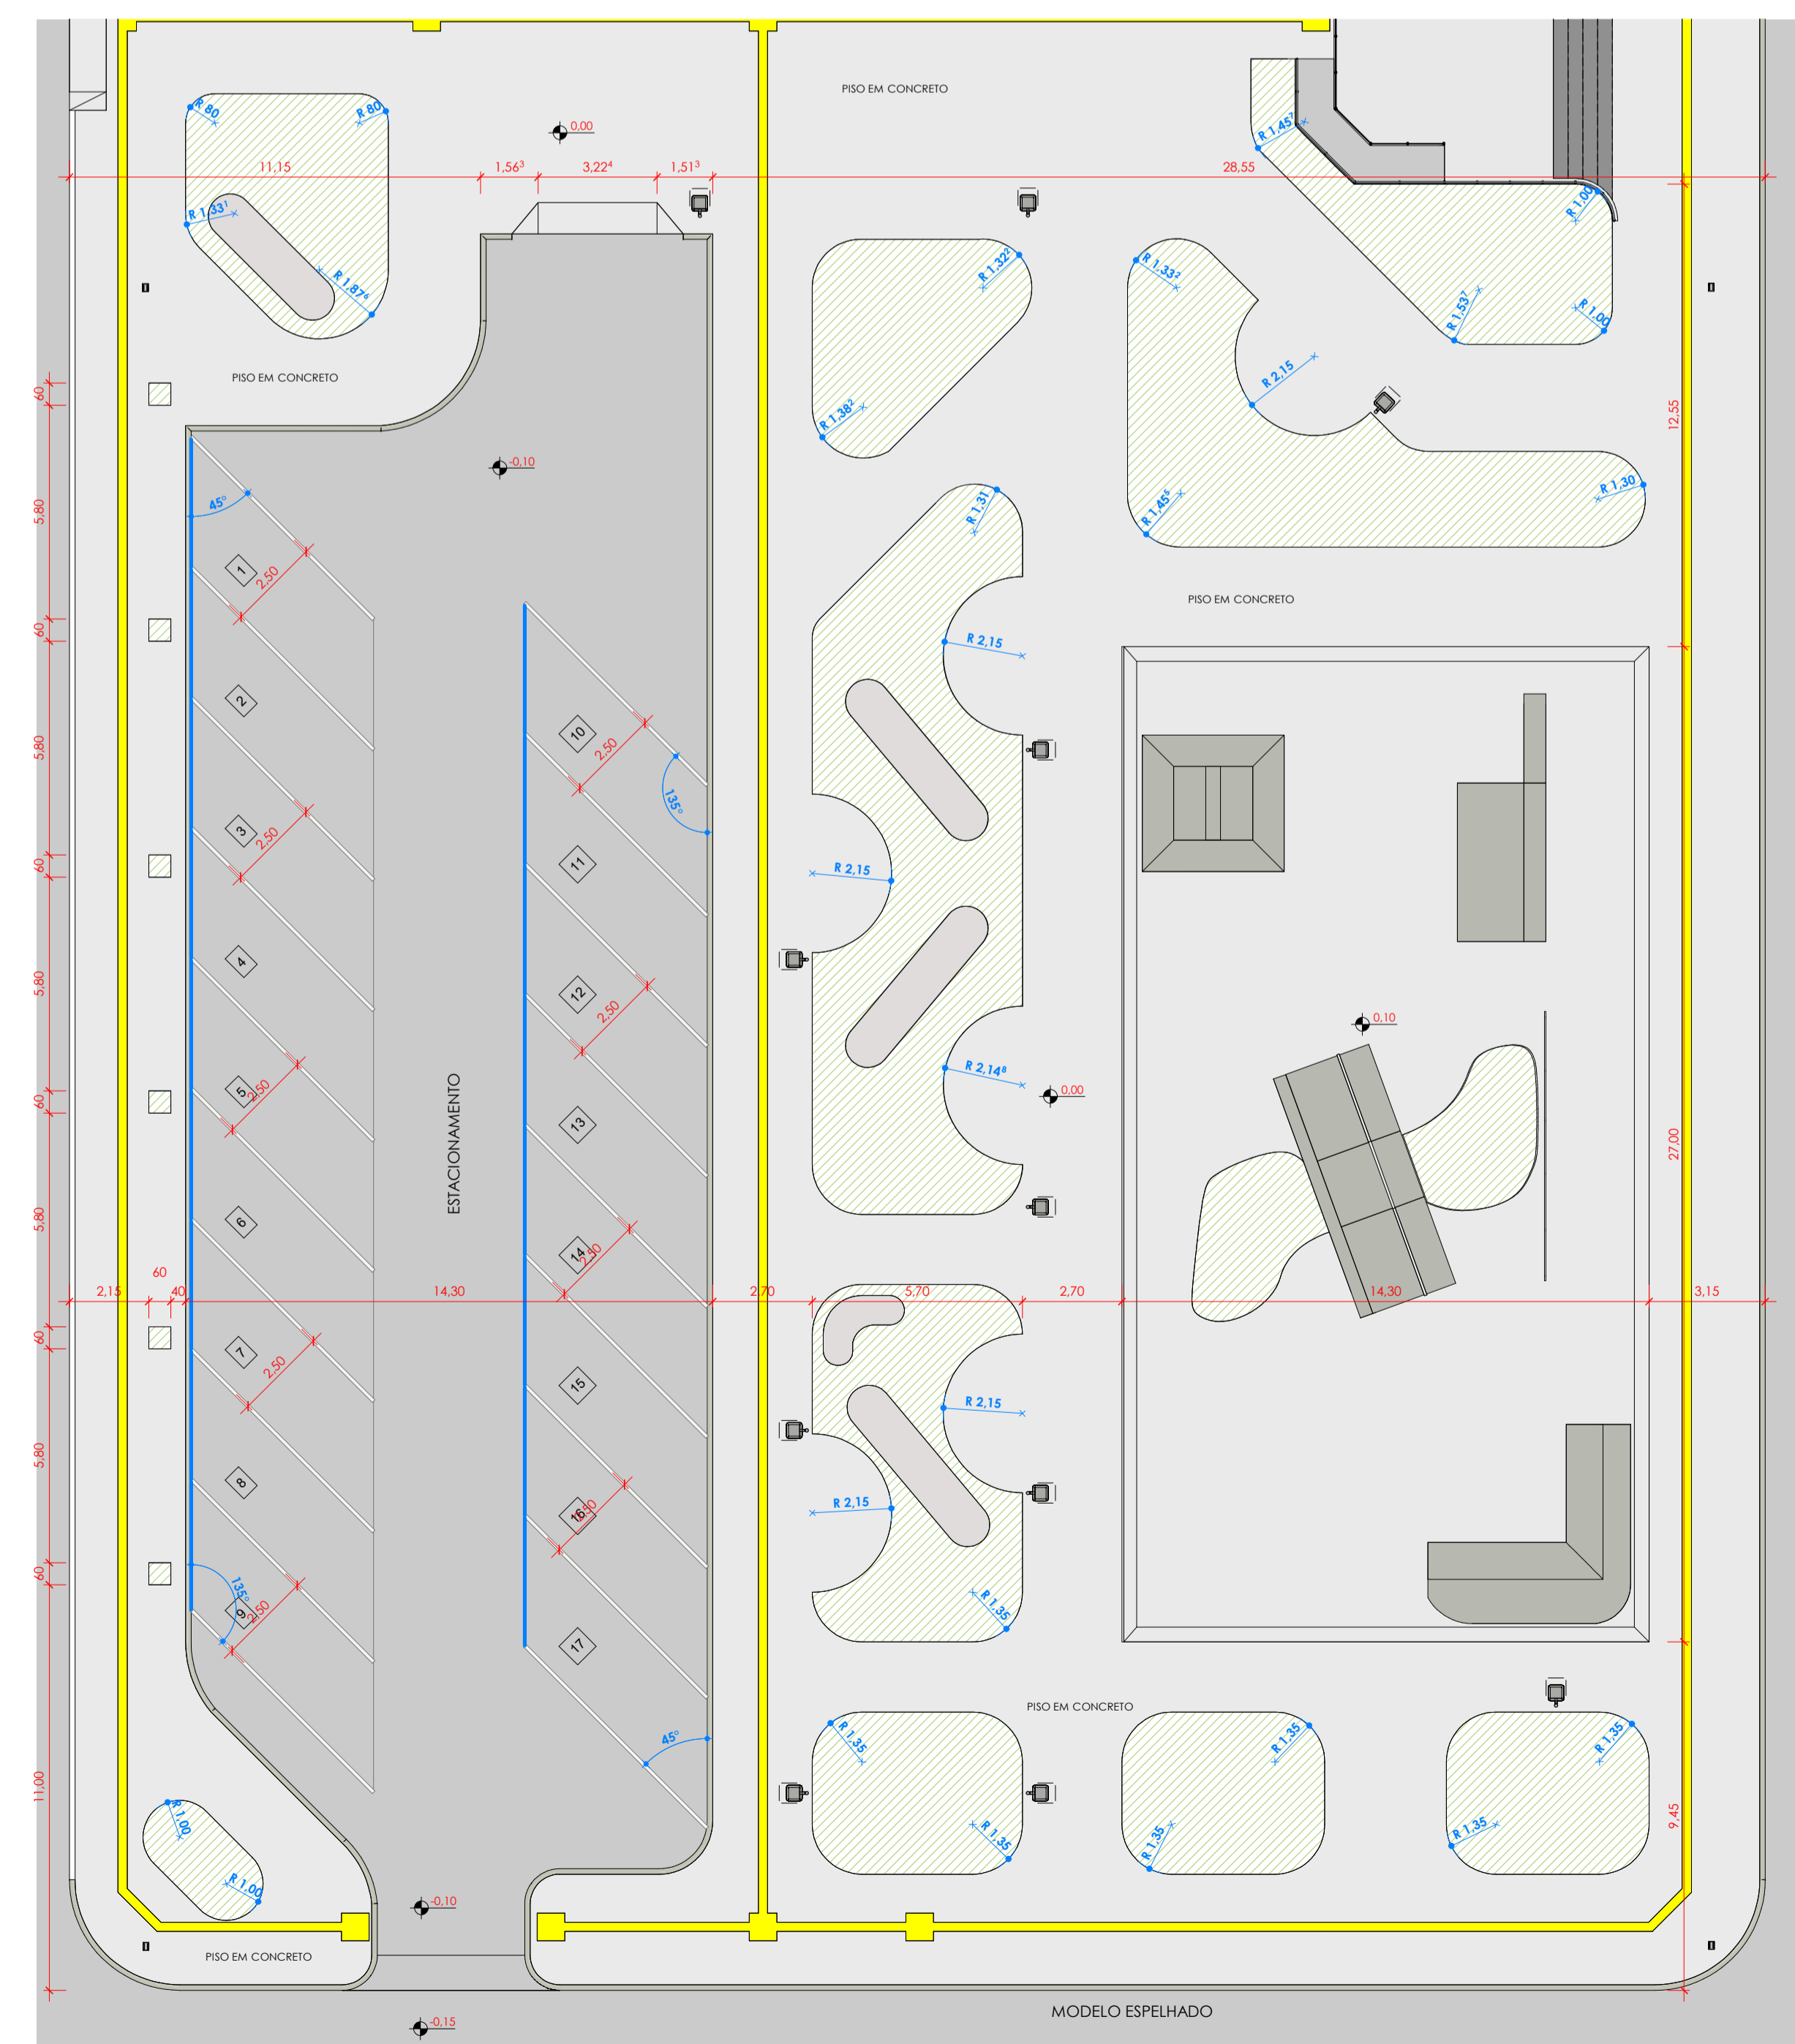 PISO EM CONCRETO
R 80
R 80
0,00
R 1,45⁷
11,15
1,56³
3,22⁴
1,51³
28,55
R 1,33¹
R 1,00
R 1,87⁶
R 1,32²
R 1,33²
R 1,53⁷
R 1,00
PISO EM CONCRETO
R 2,15
60
R 1,38²
12,55
-0,10
R 1,30
45°
5,80
R 1,31
R 1,45⁵
1
2,50
PISO EM CONCRETO
60
R 2,15
2
10
2,50
5,80
135°
3
2,50
11
60
R 2,15
4
12
2,50
5,80
0,10
R 2,14⁸
5
2,50
ESTACIONAMENTO
13
0,00
60
27,00
6
14
2,50
5,80
60
2,15
40
14,30
2,70
5,70
2,70
14,30
3,15
60
7
2,50
15
R 2,15
5,80
8
16
2,50
R 2,15
60
135°
9
2,50
17
R 1,35
PISO EM CONCRETO
45°
R 1,35
R 1,35
R 1,35
11,00
R 1,00
9,45
R 1,35
R 1,35
R 1,35
R 1,00
-0,10
PISO EM CONCRETO
MODELO ESPELHADO
-0,15